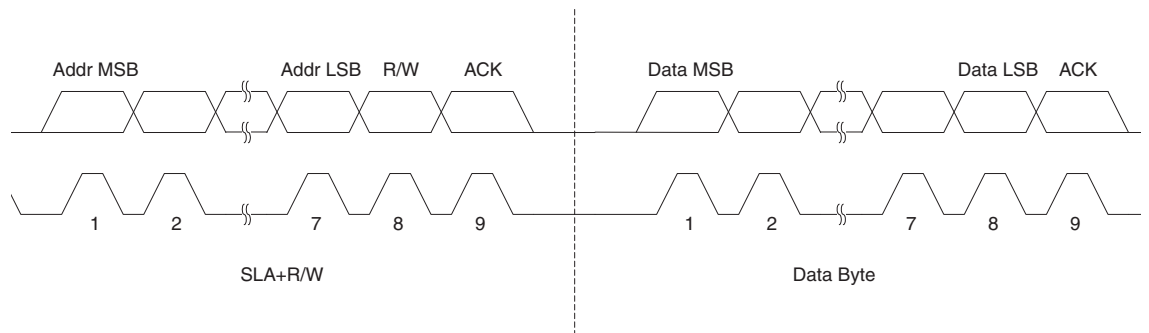 Addr MSB Addr LSB R/W ACK Data MSB Data LSB ACK
1 2 7 8 9 1 2 7 8 9
SLA+R/W Data Byte